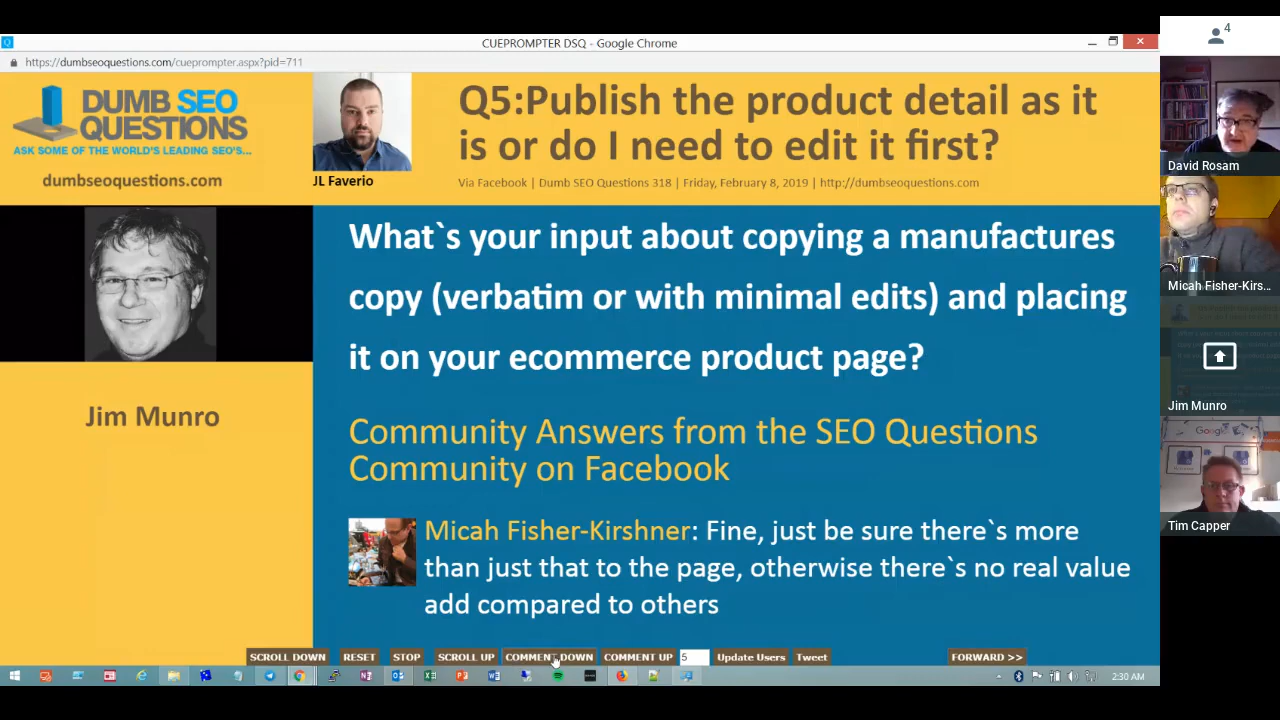 CUEPROMPTER DSQ - Google Chrome
https://dumbseoquestions.com/cueprompter.aspx?pid=711
DUMB SEO
QUESTIONS
ASK SOME OF THE WORLD'S LEADING SEO'S...
dumbseoquestions.com
JL Faverio
Q5:Publish the product detail as it
is or do I need to edit it first?
Via Facebook | Dumb SEO Questions 318 | Friday, February 8, 2019 | http://dumbseoquestions.com
Jim Munro
What`s your input about copying a manufactures
copy (verbatim or with minimal edits) and placing
it on your ecommerce product page?
Community Answers from the SEO Questions
Community on Facebook
Micah Fisher-Kirshner: Fine, just be sure there`s more
than just that to the page, otherwise there`s no real value
add compared to others
SCROLL DOWN RESET STOP SCROLL UP COMMENT DOWN COMMENT UP 5 Update Users Tweet FORWARD >>
2:30 AM
4
David Rosam
Micah Fisher-Kirs...
Jim Munro
Google
Tim Capper